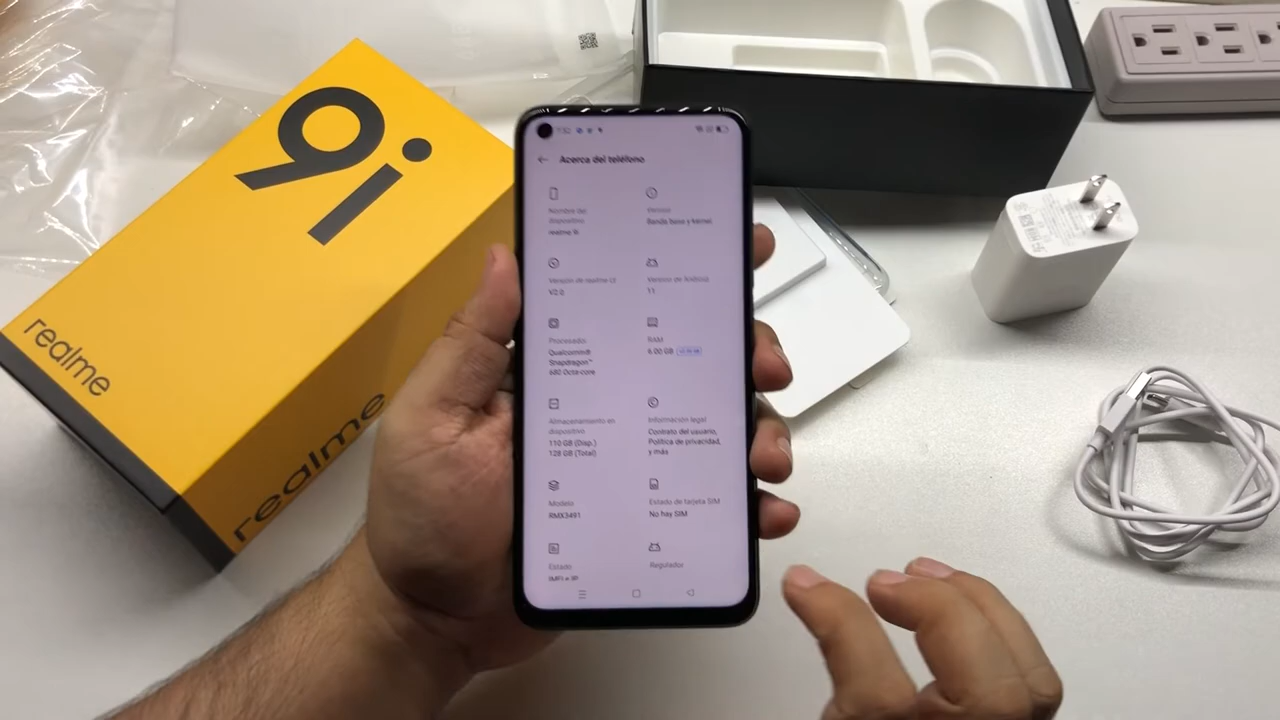 9i
realme
realme
Acerca del teléfono
Nombre del
dispositivo
realme 9i
Versión
Banda base y kernel
Versión de realme UI
V2.0
Versión de Android
11
Procesador
Qualcomm®
Snapdragon™
680 Octa-core
RAM
6.00 GB
Almacenamiento en
dispositivo
110 GB (Disp.)
128 GB (Total)
Información legal
Contrato del usuario,
Política de privacidad,
y más
Modelo
RMX3491
Estado de tarjeta SIM
No hay SIM
Estado
IMEI e IP
Regulador